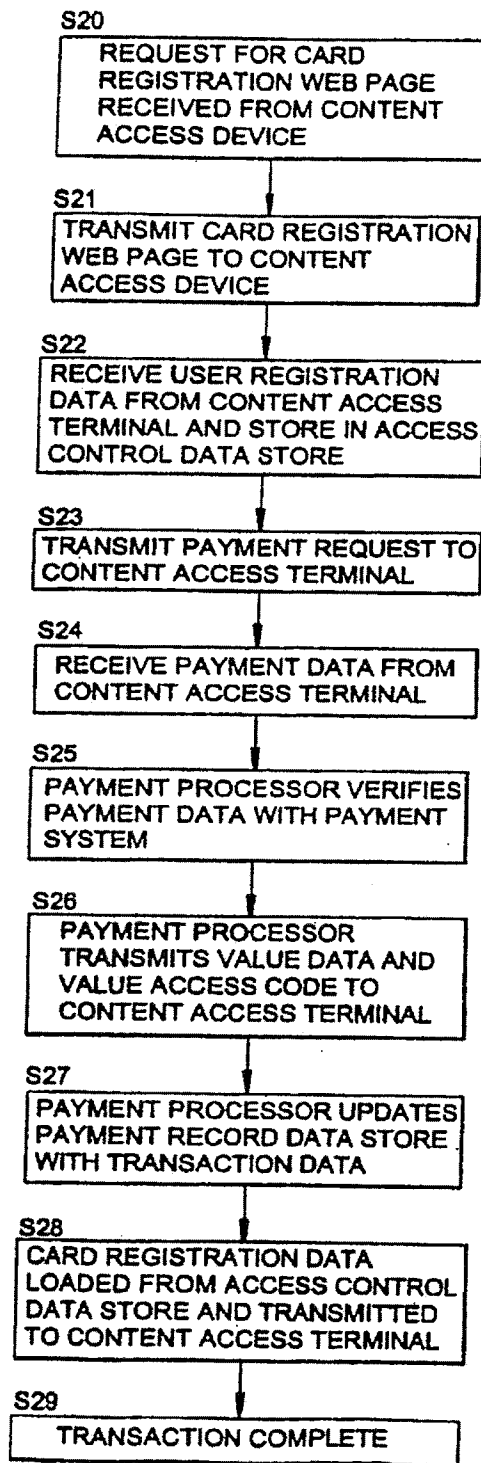 S20
REQUEST FOR CARD
REGISTRATION WEB PAGE
RECEIVED FROM CONTENT
ACCESS DEVICE
S21
TRANSMIT CARD REGISTRATION
WEB PAGE TO CONTENT
ACCESS DEVICE
S22
RECEIVE USER REGISTRATION
DATA FROM CONTENT ACCESS
TERMINAL AND STORE IN ACCESS
CONTROL DATA STORE
S23
TRANSMIT PAYMENT REQUEST TO
CONTENT ACCESS TERMINAL
S24
RECEIVE PAYMENT DATA FROM
CONTENT ACCESS TERMINAL
S25
PAYMENT PROCESSOR VERIFIES
PAYMENT DATA WITH PAYMENT
SYSTEM
S26
PAYMENT PROCESSOR
TRANSMITS VALUE DATA AND
VALUE ACCESS CODE TO
CONTENT ACCESS TERMINAL
S27
PAYMENT PROCESSOR UPDATES
PAYMENT RECORD DATA STORE
WITH TRANSACTION DATA
S28
CARD REGISTRATION DATA
LOADED FROM ACCESS CONTROL
DATA STORE AND TRANSMITTED
TO CONTENT ACCESS TERMINAL
S29
TRANSACTION COMPLETE